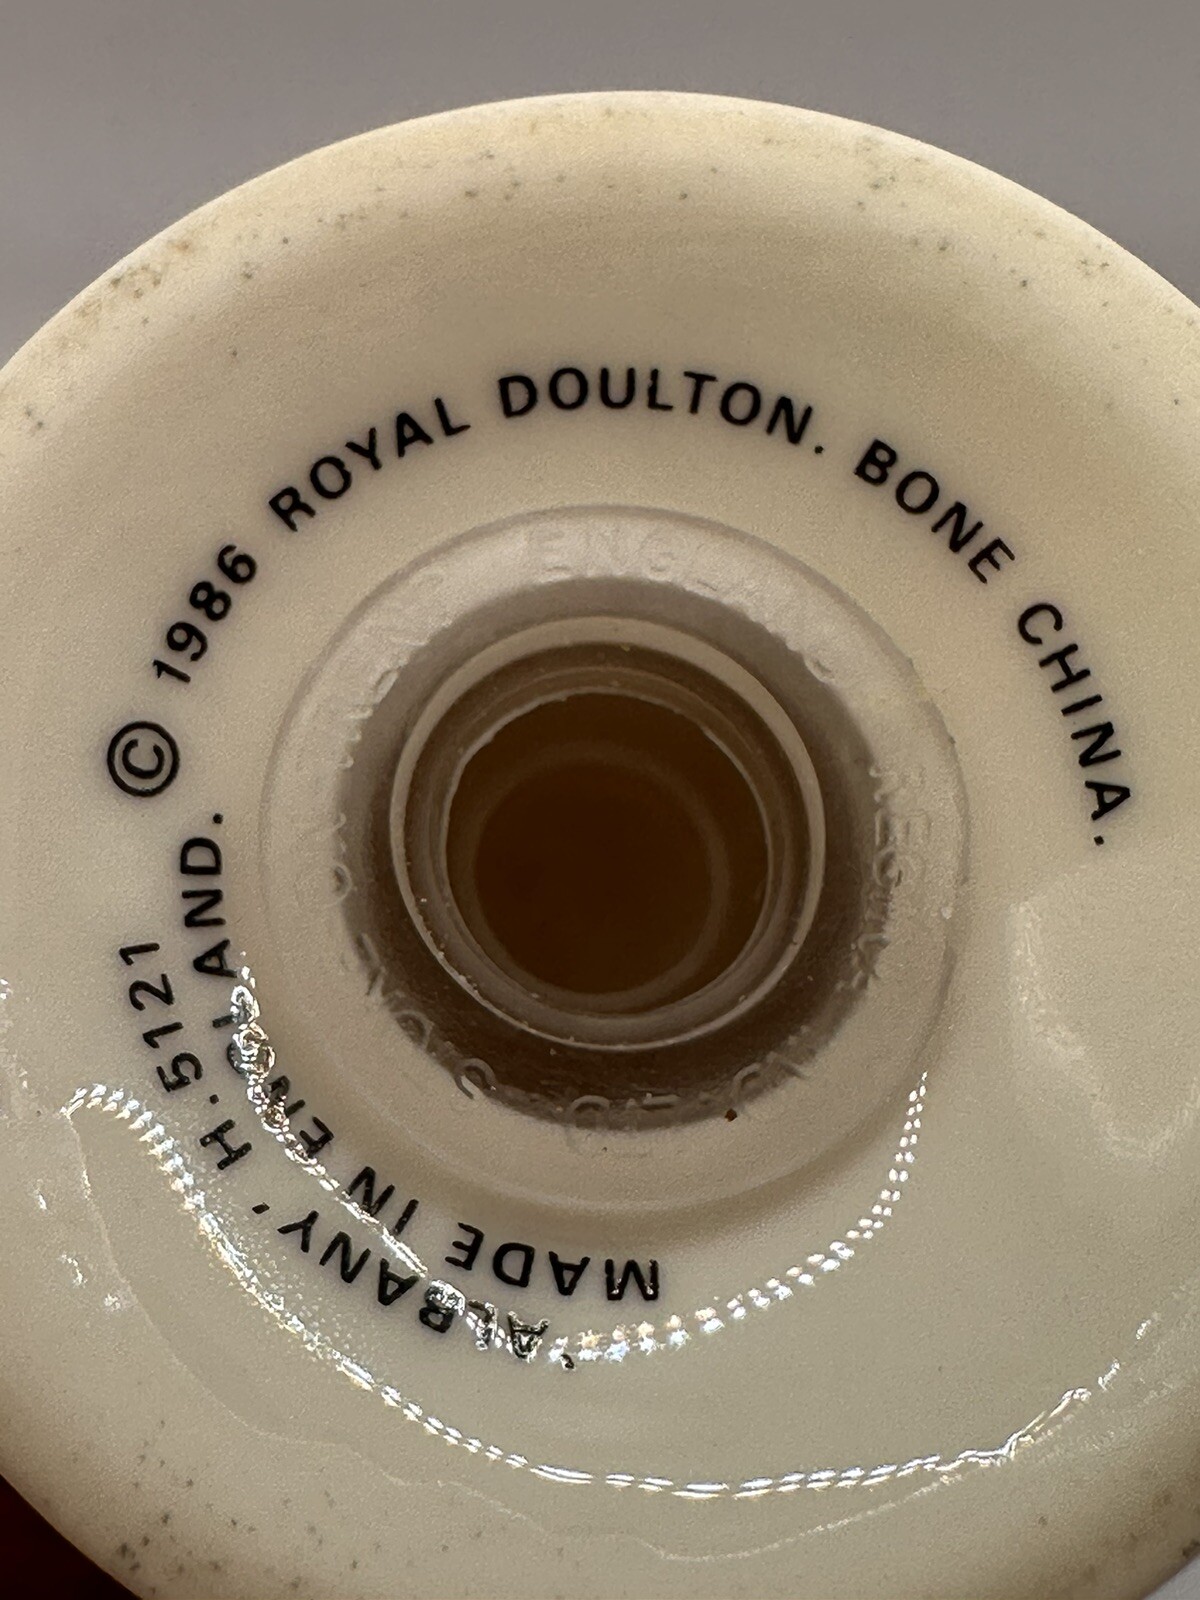 © 1986 ROYAL DOULTON. BONE CHINA.
MADE IN ENGLAND.
'ALBANY' H.5121